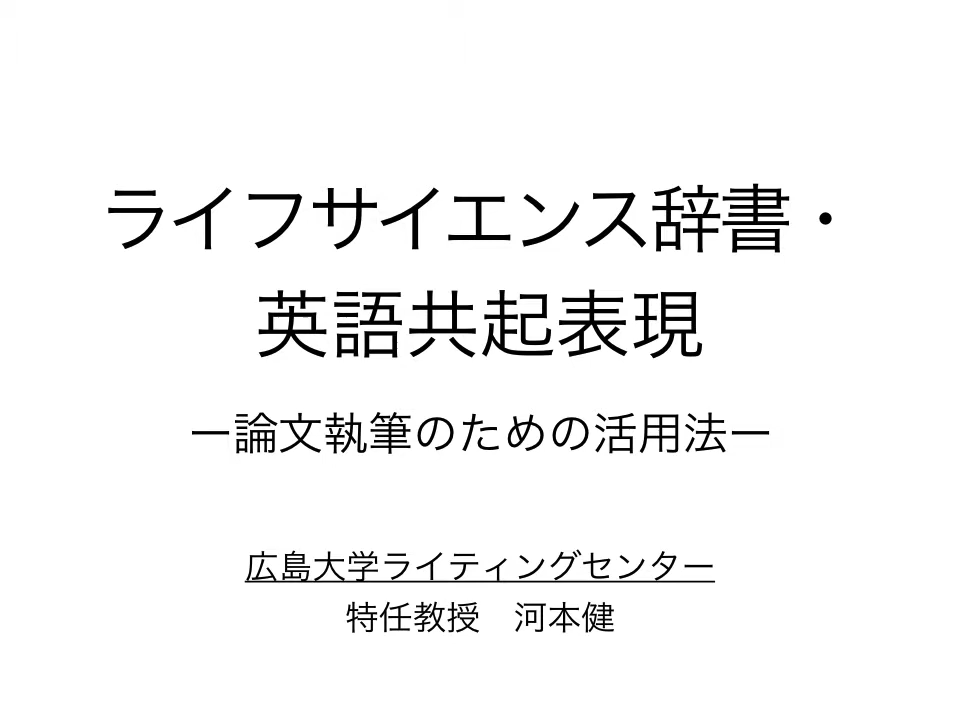 ライフサイエンス辞書・
英語共起表現
ー論文執筆のための活用法ー
広島大学ライティングセンター
特任教授　河本健